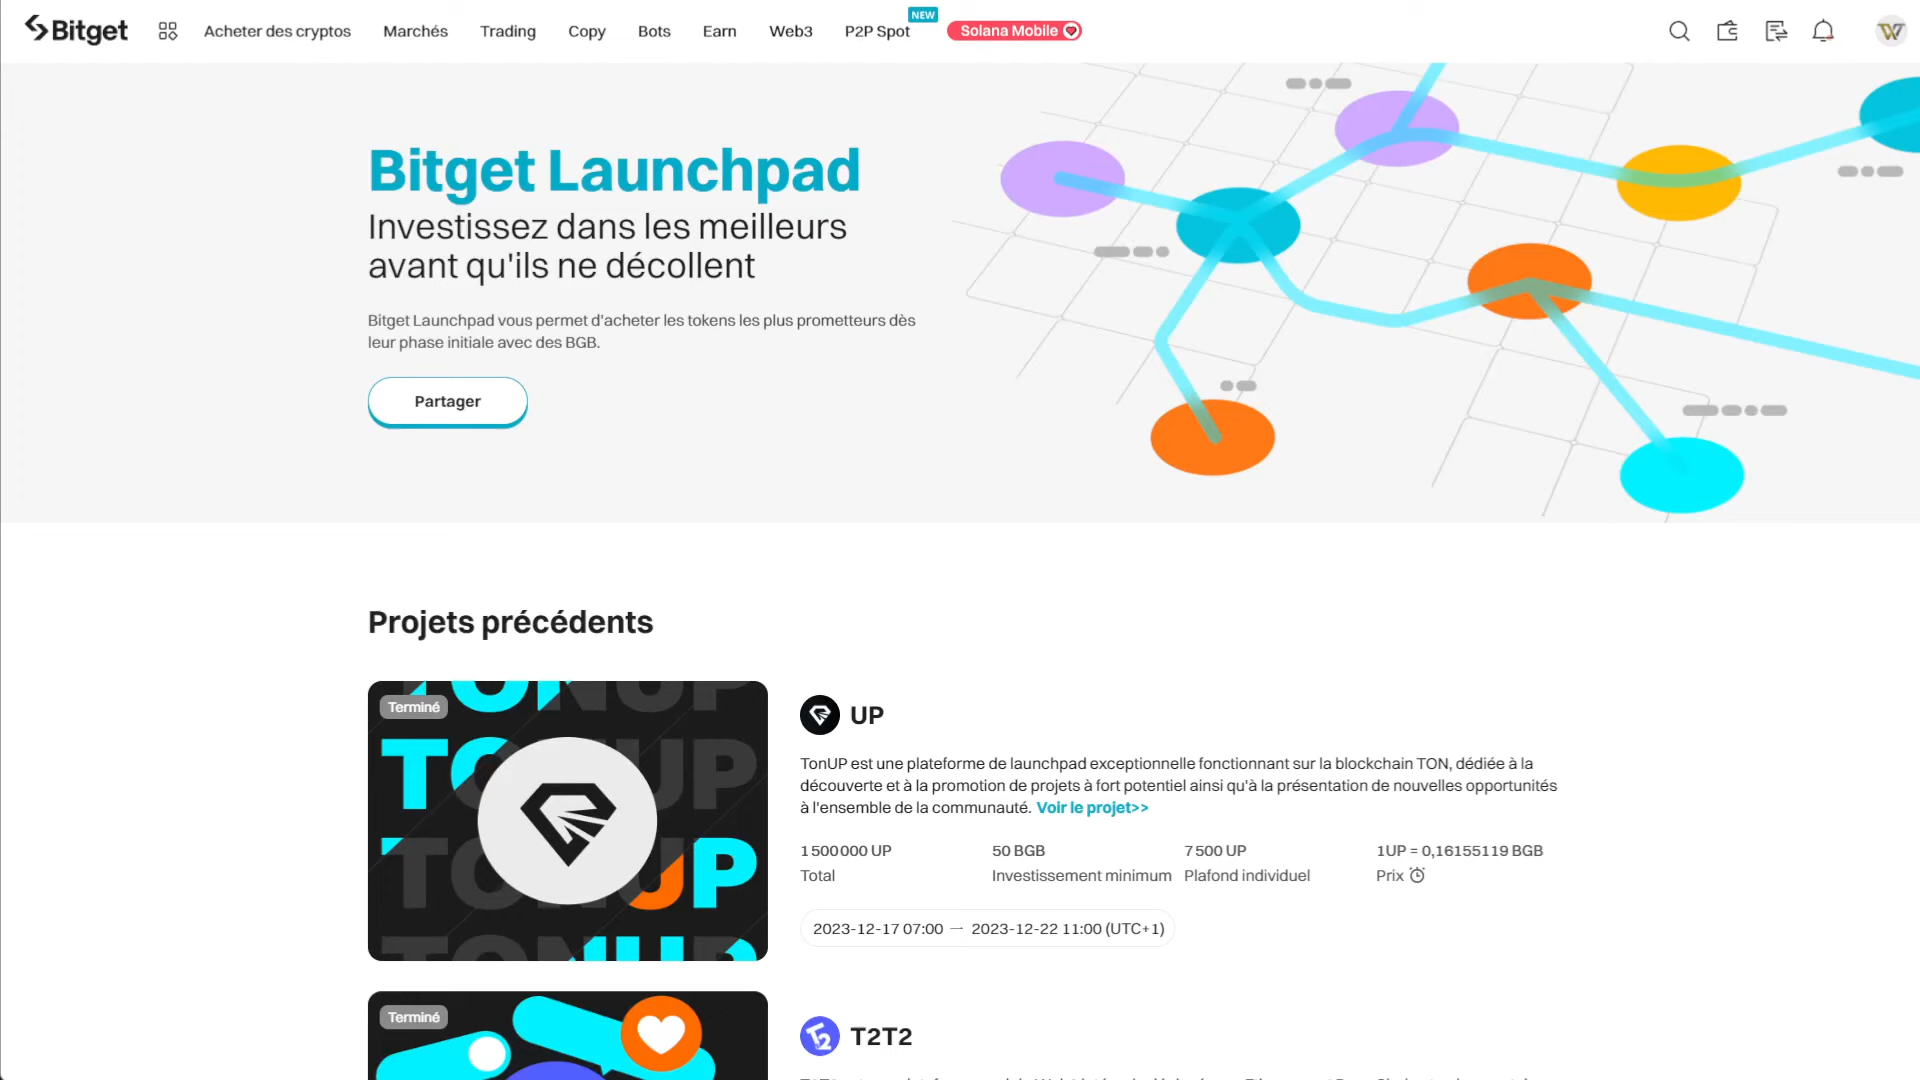 Bitget
Acheter des cryptos
Marchés
Trading
Copy
Bots
Earn
Web3
P2P Spot
NEW
Solana Mobile
Bitget Launchpad
Investissez dans les meilleurs
avant qu'ils ne décollent
Bitget Launchpad vous permet d'acheter les tokens les plus prometteurs dès
leur phase initiale avec des BGB.
Partager
Projets précédents
Terminé
TONUP
TONUP
TONUP
TONUP
UP
TonUP est une plateforme de launchpad exceptionnelle fonctionnant sur la blockchain TON, dédiée à la
découverte et à la promotion de projets à fort potentiel ainsi qu'à la présentation de nouvelles opportunités
à l'ensemble de la communauté. Voir le projet>>
1 500 000 UP
Total
50 BGB
Investissement minimum
7 500 UP
Plafond individuel
1 UP = 0,16155119 BGB
Prix
2023-12-17 07:00 → 2023-12-22 11:00 (UTC+1)
Terminé
T2T2